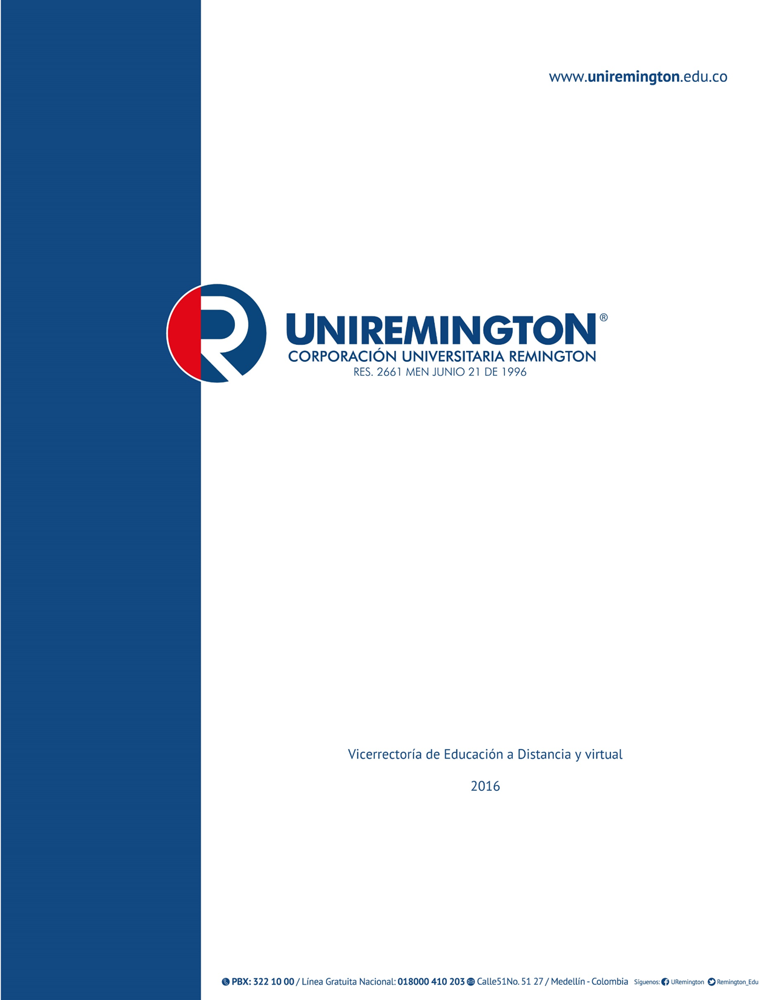 www.uniremington.edu.co
UNIREMINGTON®
CORPORACIÓN UNIVERSITARIA REMINGTON
RES. 2661 MEN JUNIO 21 DE 1996
Vicerrectoría de Educación a Distancia y virtual
2016
PBX: 322 10 00 / Línea Gratuita Nacional: 018000 410 203 Calle51No. 51 27 / Medellín - Colombia Síguenos: URemington Remington_Edu